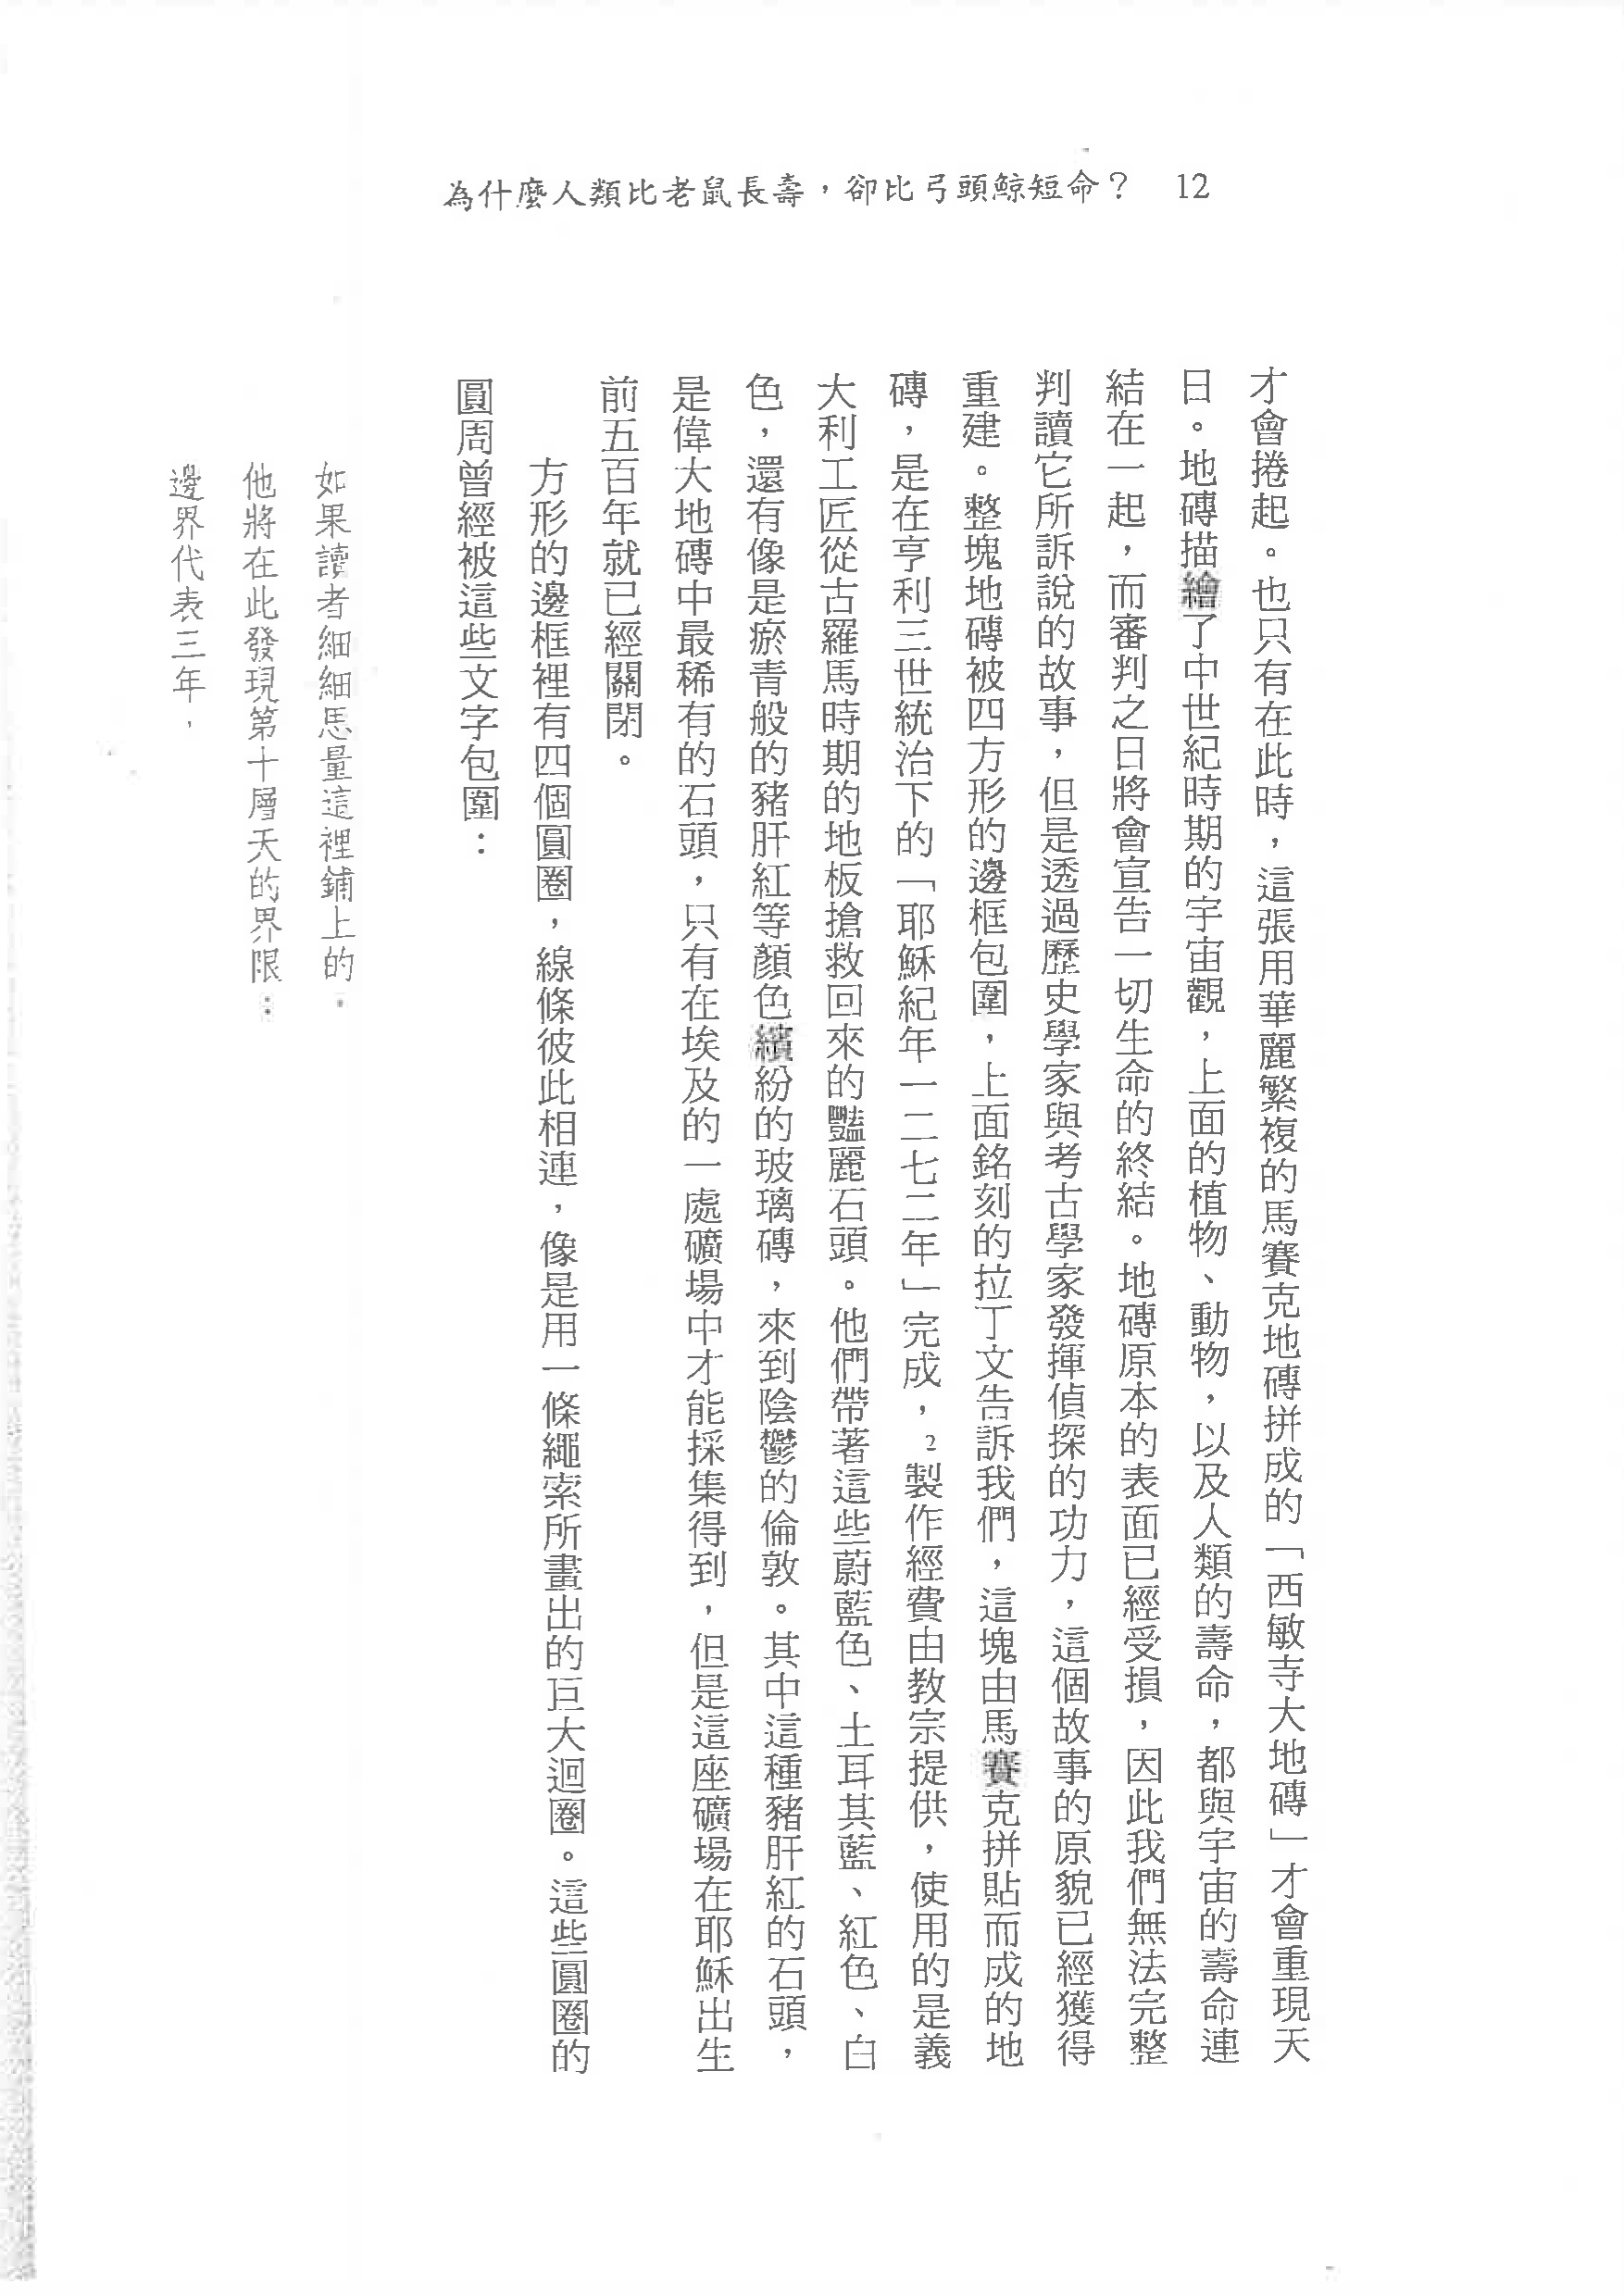 為什麼人類比老鼠長壽，卻比弓頭鯨短命？ 12
才會捲起。也只有在此時，這張用華麗繁複的馬賽克地磚拼成的「西敏寺大地磚」才會重現天
日。地磚描繪了中世紀時期的宇宙觀，上面的植物、動物，以及人類的壽命，都與宇宙的壽命連
結在一起，而審判之日將會宣告一切生命的終結。地磚原本的表面已經受損，因此我們無法完整
判讀它所訴說的故事，但是透過歷史學家與考古學家發揮偵探的功力，這個故事的原貌已經獲得
重建。整塊地磚被四方形的邊框包圍，上面銘刻的拉丁文告訴我們，這塊由馬賽克拼貼而成的地
磚，是在亨利三世統治下的「耶穌紀年一二七二年」完成，2製作經費由教宗提供，使用的是義
大利工匠從古羅馬時期的地板搶救回來的豔麗石頭。他們帶著這些蔚藍色、土耳其藍、紅色、白
色，還有像是瘀青般的豬肝紅等顏色繽紛的玻璃磚，來到陰鬱的倫敦。其中這種豬肝紅的石頭，
是偉大地磚中最稀有的石頭，只有在埃及的一處礦場中才能採集得到，但是這座礦場在耶穌出生
前五百年就已經關閉。
方形的邊框裡有四個圓圈，線條彼此相連，像是用一條繩索所畫出的巨大迴圈。這些圓圈的
圓周曾經被這些文字包圍：
如果讀者細細思量這裡鋪上的．
他將在此發現第十層天的界限：
邊界代表三年，